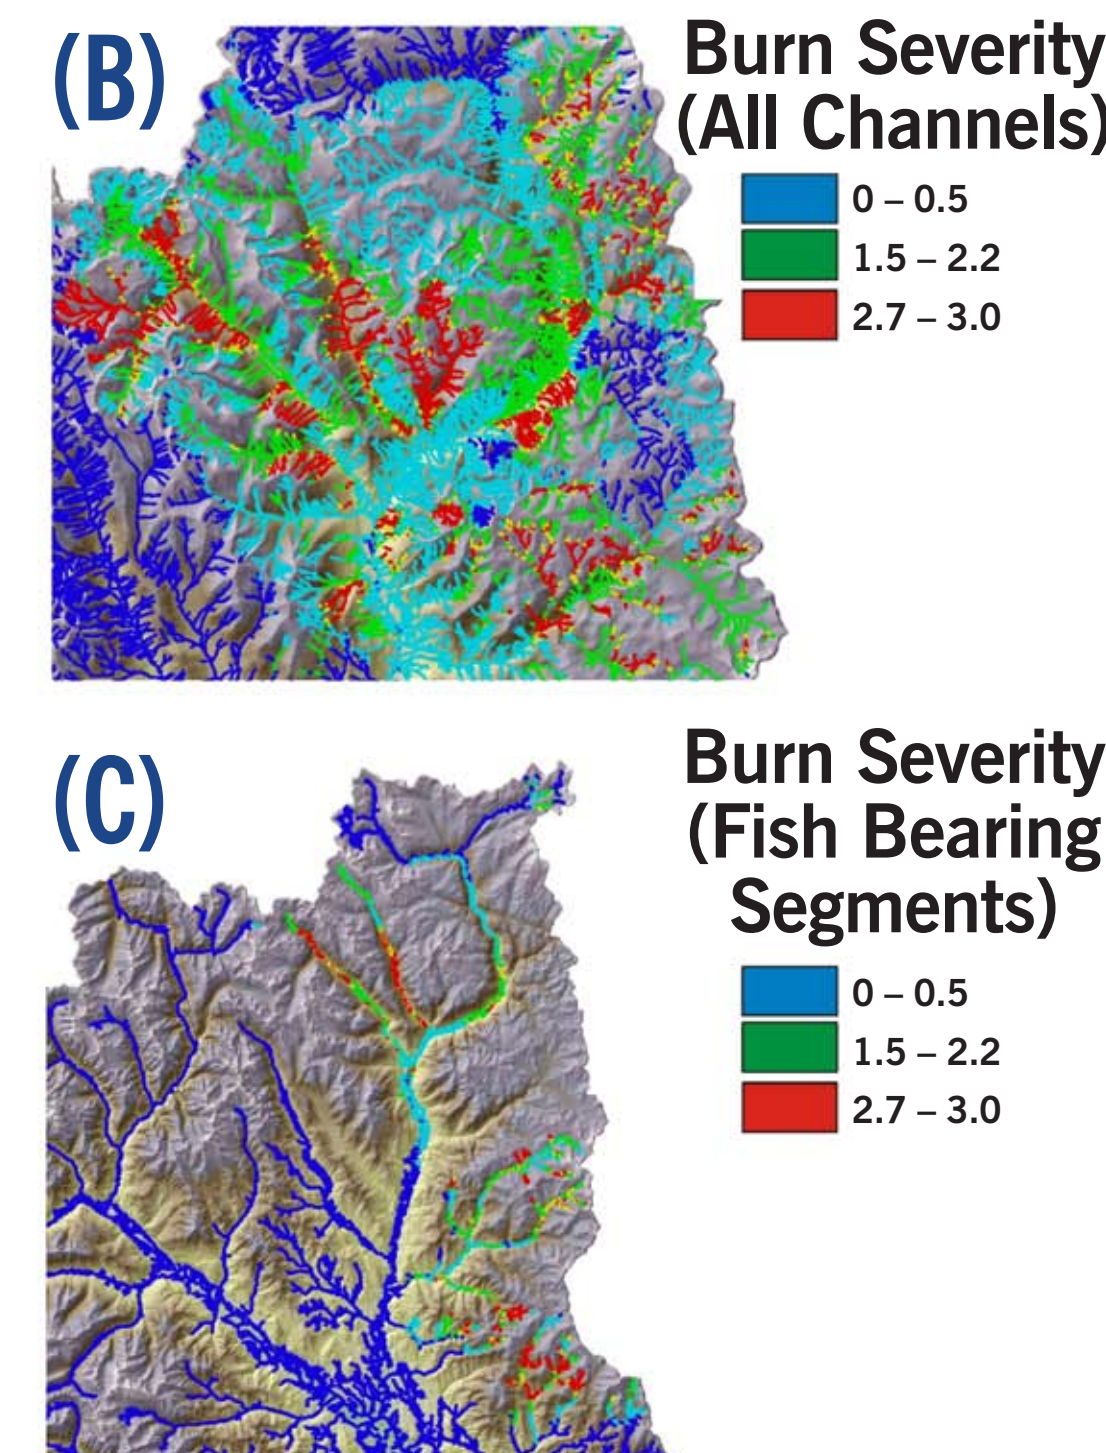 (B)
Burn Severity
(All Channels)
0 – 0.5
1.5 – 2.2
2.7 – 3.0
(C)
Burn Severity
(Fish Bearing
Segments)
0 – 0.5
1.5 – 2.2
2.7 – 3.0